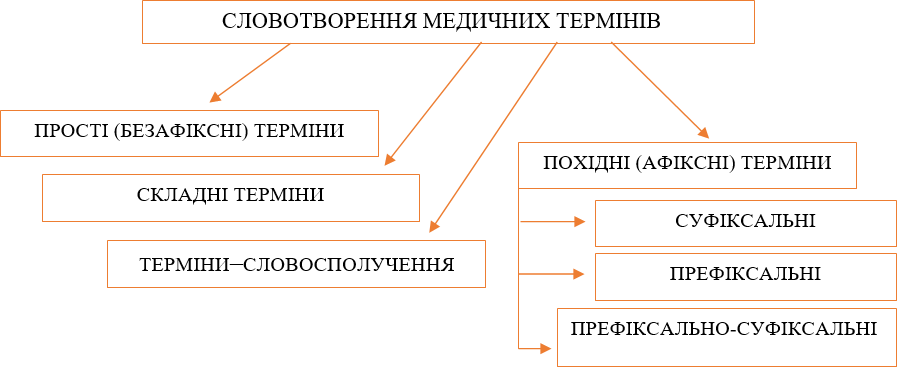 СЛОВОТВОРЕННЯ МЕДИЧНИХ ТЕРМІНІВ
ПРОСТІ (БЕЗАФІКСНІ) ТЕРМІНИ
СКЛАДНІ ТЕРМІНИ
ТЕРМІНИ–СЛОВОСПОЛУЧЕННЯ
ПОХІДНІ (АФІКСНІ) ТЕРМІНИ
СУФІКСАЛЬНІ
ПРЕФІКСАЛЬНІ
ПРЕФІКСАЛЬНО-СУФІКСАЛЬНІ